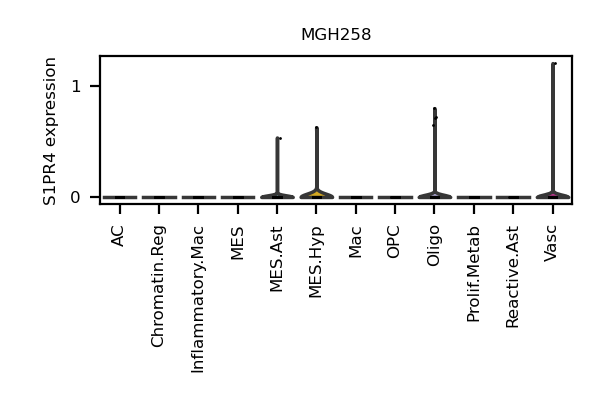 MGH258
S1PR4 expression
1
0
AC
Chromatin.Reg
Inflammatory.Mac
MES
MES.Ast
MES.Hyp
Mac
OPC
Oligo
Prolif.Metab
Reactive.Ast
Vasc